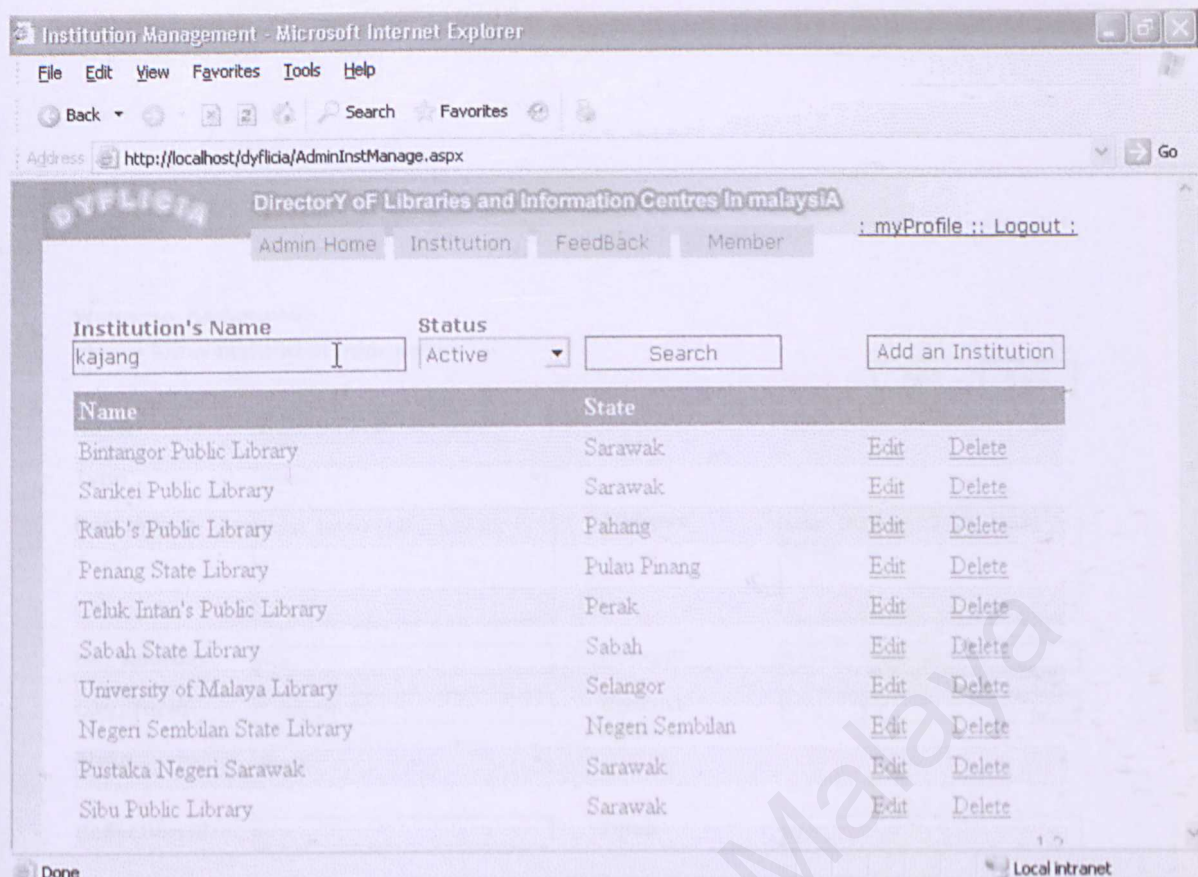 Institution Management - Microsoft Internet Explorer
File Edit View Favorites Tools Help
Back Search Favorites
Address http://localhost/dyflicia/AdminInstManage.aspx Go
DYFLICIA DirectorY oF Libraries and Information Centres In malaysiA
: myProfile :: Logout :
Admin Home Institution FeedBack Member
Institution's Name Status
kajang Active Search Add an Institution
Name State
Bintangor Public Library Sarawak Edit Delete
Sarikei Public Library Sarawak Edit Delete
Raub's Public Library Pahang Edit Delete
Penang State Library Pulau Pinang Edit Delete
Teluk Intan's Public Library Perak Edit Delete
Sabah State Library Sabah Edit Delete
University of Malaya Library Selangor Edit Delete
Negeri Sembilan State Library Negeri Sembilan Edit Delete
Pustaka Negeri Sarawak Sarawak Edit Delete
Sibu Public Library Sarawak Edit Delete
1 2
Done Local intranet
Malaya